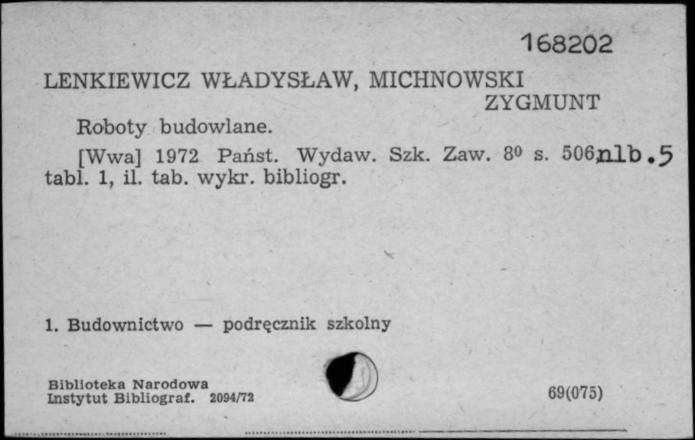 168202
LENKIEWICZ WŁADYSŁAW, MICHNOWSKI
ZYGMUNT
Roboty budowlane.
[Wwa] 1972 Państ. Wydaw. Szk. Zaw. 8⁰ s. 506,nlb.5
tabl. 1, il. tab. wykr. bibliogr.
1. Budownictwo — podręcznik szkolny
Biblioteka Narodowa
Instytut Bibliograf. 2094/72
69(075)